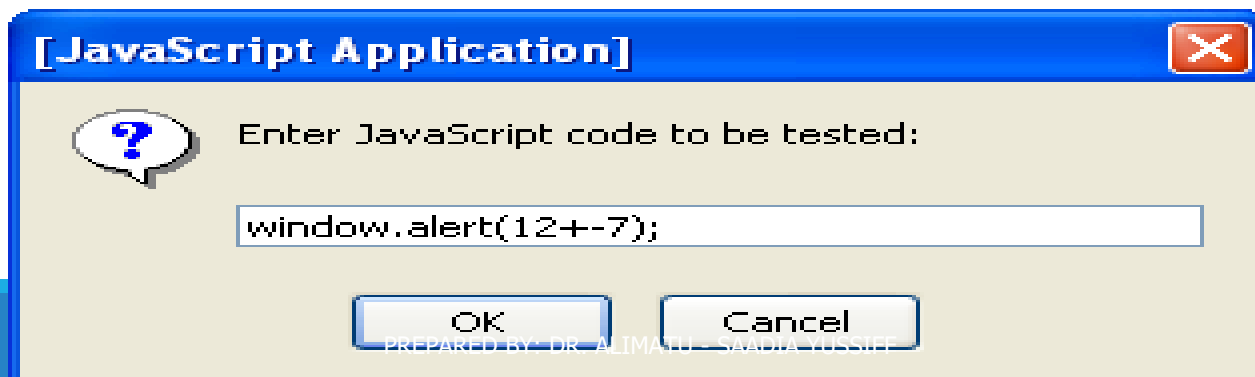 [JavaScript Application]
?
Enter JavaScript code to be tested:
window.alert(12+-7);
OK Cancel
PREPARED BY: DR. ALIMATU - SAADIA YUSSIFF